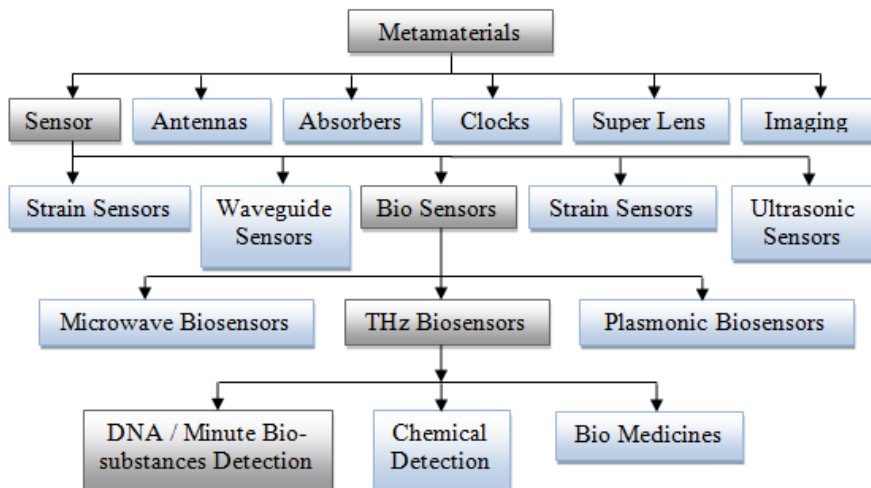 Metamaterials
Sensor
Antennas
Absorbers
Clocks
Super Lens
Imaging
Strain Sensors
Waveguide
Sensors
Bio Sensors
Strain Sensors
Ultrasonic
Sensors
Microwave Biosensors
THz Biosensors
Plasmonic Biosensors
DNA / Minute Bio-
substances Detection
Chemical
Detection
Bio Medicines